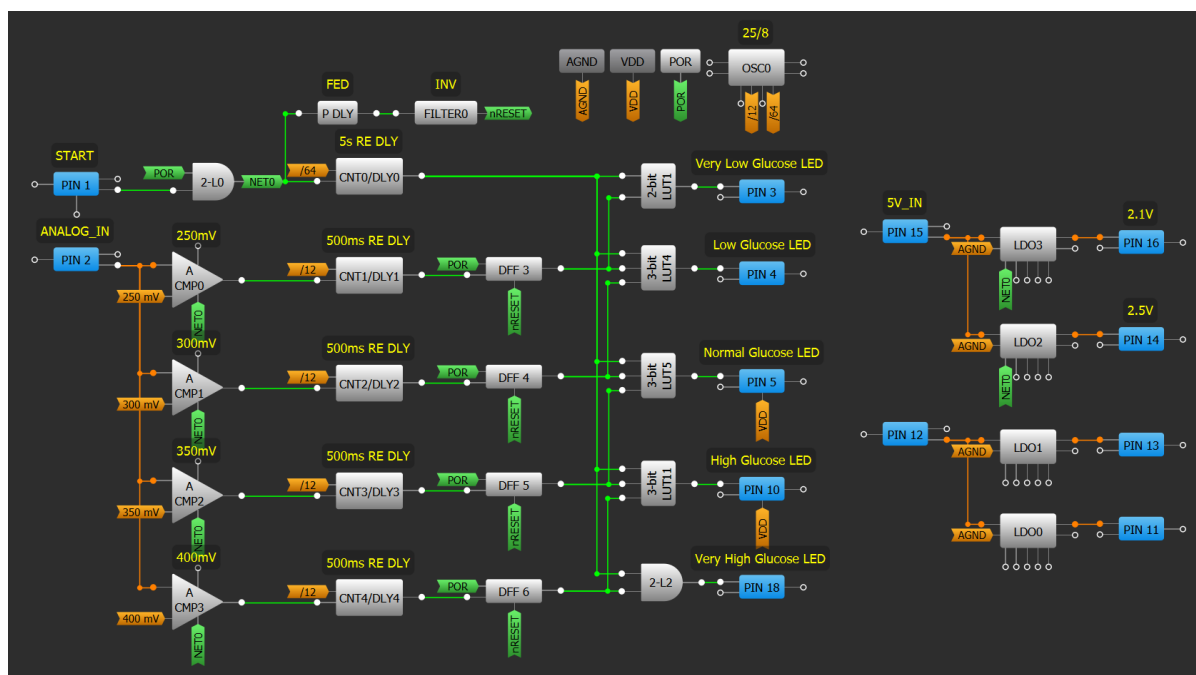 25/8
AGND
VDD
POR
OSC0
AGND
VDD
POR
/12
/64
FED
INV
P DLY
FILTER0
nRESET
START
PIN 1
POR
2-L0
NET0
5s RE DLY
/64
CNT0/DLY0
2-bit
LUT1
Very Low Glucose LED
PIN 3
ANALOG_IN
PIN 2
250mV
A
CMP0
250 mV
NET0
500ms RE DLY
/12
CNT1/DLY1
POR
DFF 3
nRESET
3-bit
LUT4
Low Glucose LED
PIN 4
300mV
A
CMP1
300 mV
NET0
500ms RE DLY
/12
CNT2/DLY2
POR
DFF 4
nRESET
3-bit
LUT5
Normal Glucose LED
PIN 5
VDD
350mV
A
CMP2
350 mV
NET0
500ms RE DLY
/12
CNT3/DLY3
POR
DFF 5
nRESET
3-bit
LUT11
High Glucose LED
PIN 10
VDD
400mV
A
CMP3
400 mV
NET0
500ms RE DLY
/12
CNT4/DLY4
POR
DFF 6
nRESET
2-L2
Very High Glucose LED
PIN 18
5V_IN
PIN 15
AGND
LDO3
NET0
2.1V
PIN 16
AGND
LDO2
NET0
2.5V
PIN 14
PIN 12
AGND
LDO1
PIN 13
AGND
LDO0
PIN 11